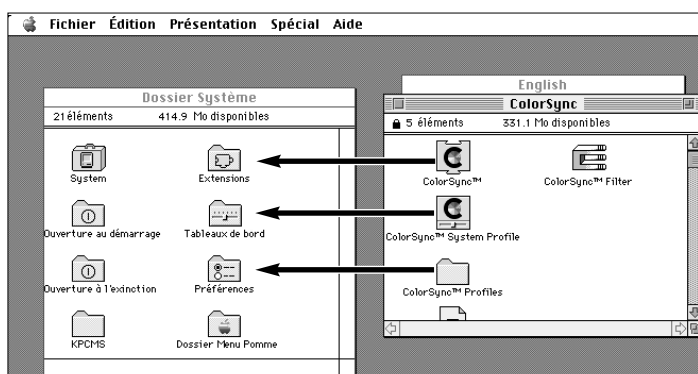 Fichier Édition Présentation Spécial Aide
Dossier Système
21 éléments 414.9 Mo disponibles
System
Extensions
Ouverture au démarrage
Tableaux de bord
Ouverture à l'exinction
Préférences
KPCMS
Dossier Menu Pomme
English
ColorSync
5 éléments 331.1 Mo disponibles
ColorSync™
ColorSync™ Filter
ColorSync™ System Profile
ColorSync™ Profiles